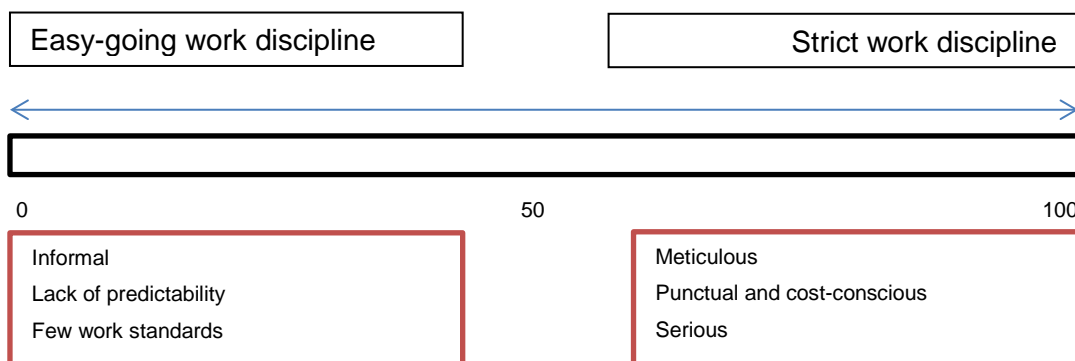 Easy-going work discipline
Strict work discipline
0 50 100
Informal
Lack of predictability
Few work standards
Meticulous
Punctual and cost-conscious
Serious